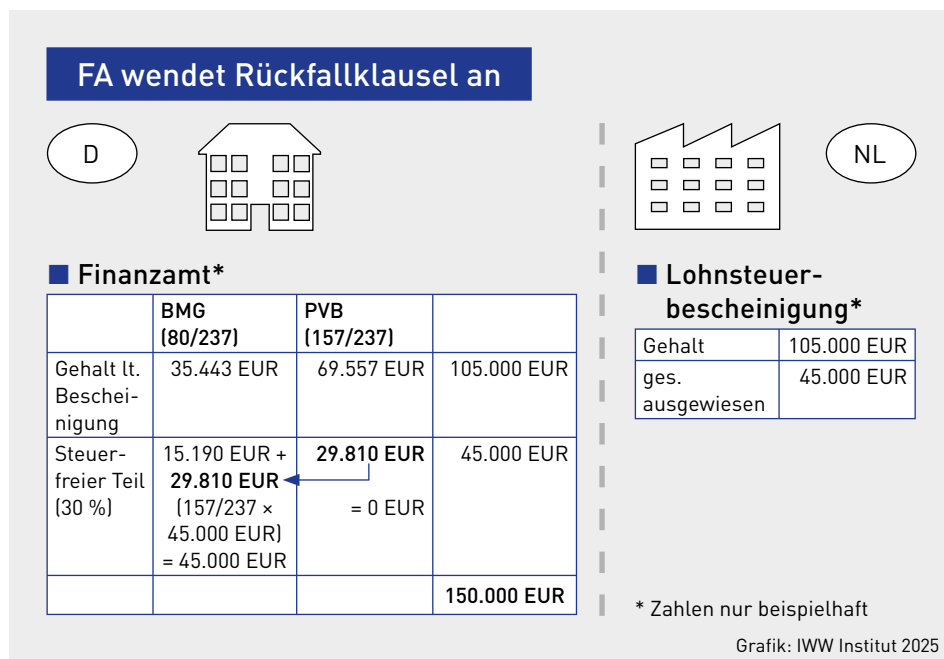 FA wendet Rückfallklausel an
D
NL
Finanzamt*
BMG
(80/237)
PVB
(157/237)
Gehalt lt.
Beschei-
nigung
35.443 EUR
69.557 EUR
105.000 EUR
Steuer-
freier Teil
(30 %)
15.190 EUR +
29.810 EUR
(157/237 ×
45.000 EUR)
= 45.000 EUR
29.810 EUR
= 0 EUR
45.000 EUR
150.000 EUR
Lohnsteuer-
bescheinigung*
Gehalt
105.000 EUR
ges.
ausgewiesen
45.000 EUR
* Zahlen nur beispielhaft
Grafik: IWW Institut 2025